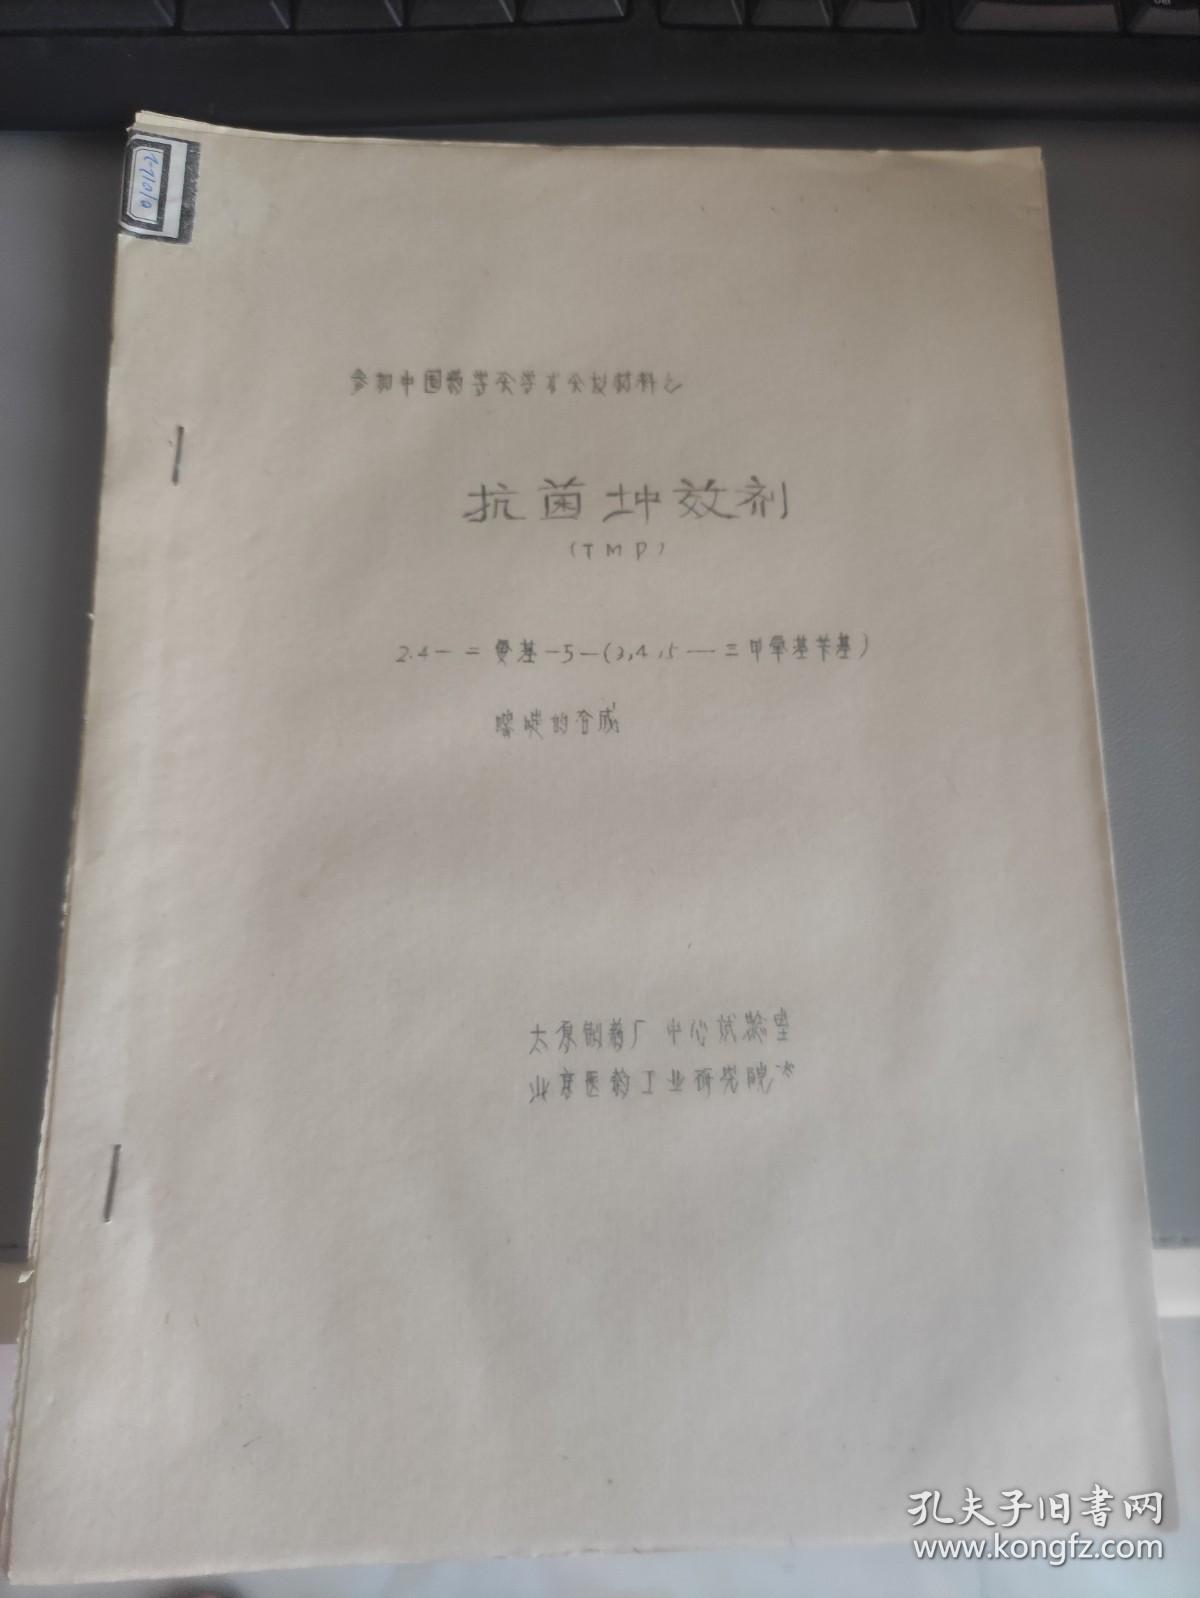 参加中国药学会学术会议材料之
抗菌坤效剂
(TMP)
2.4-二氨基-5-(3,4,5-三甲氧基苄基)
嘧啶的合成
太原制药厂 中心试验室
北京医药工业研究院
孔夫子旧书网
www.kongfz.com